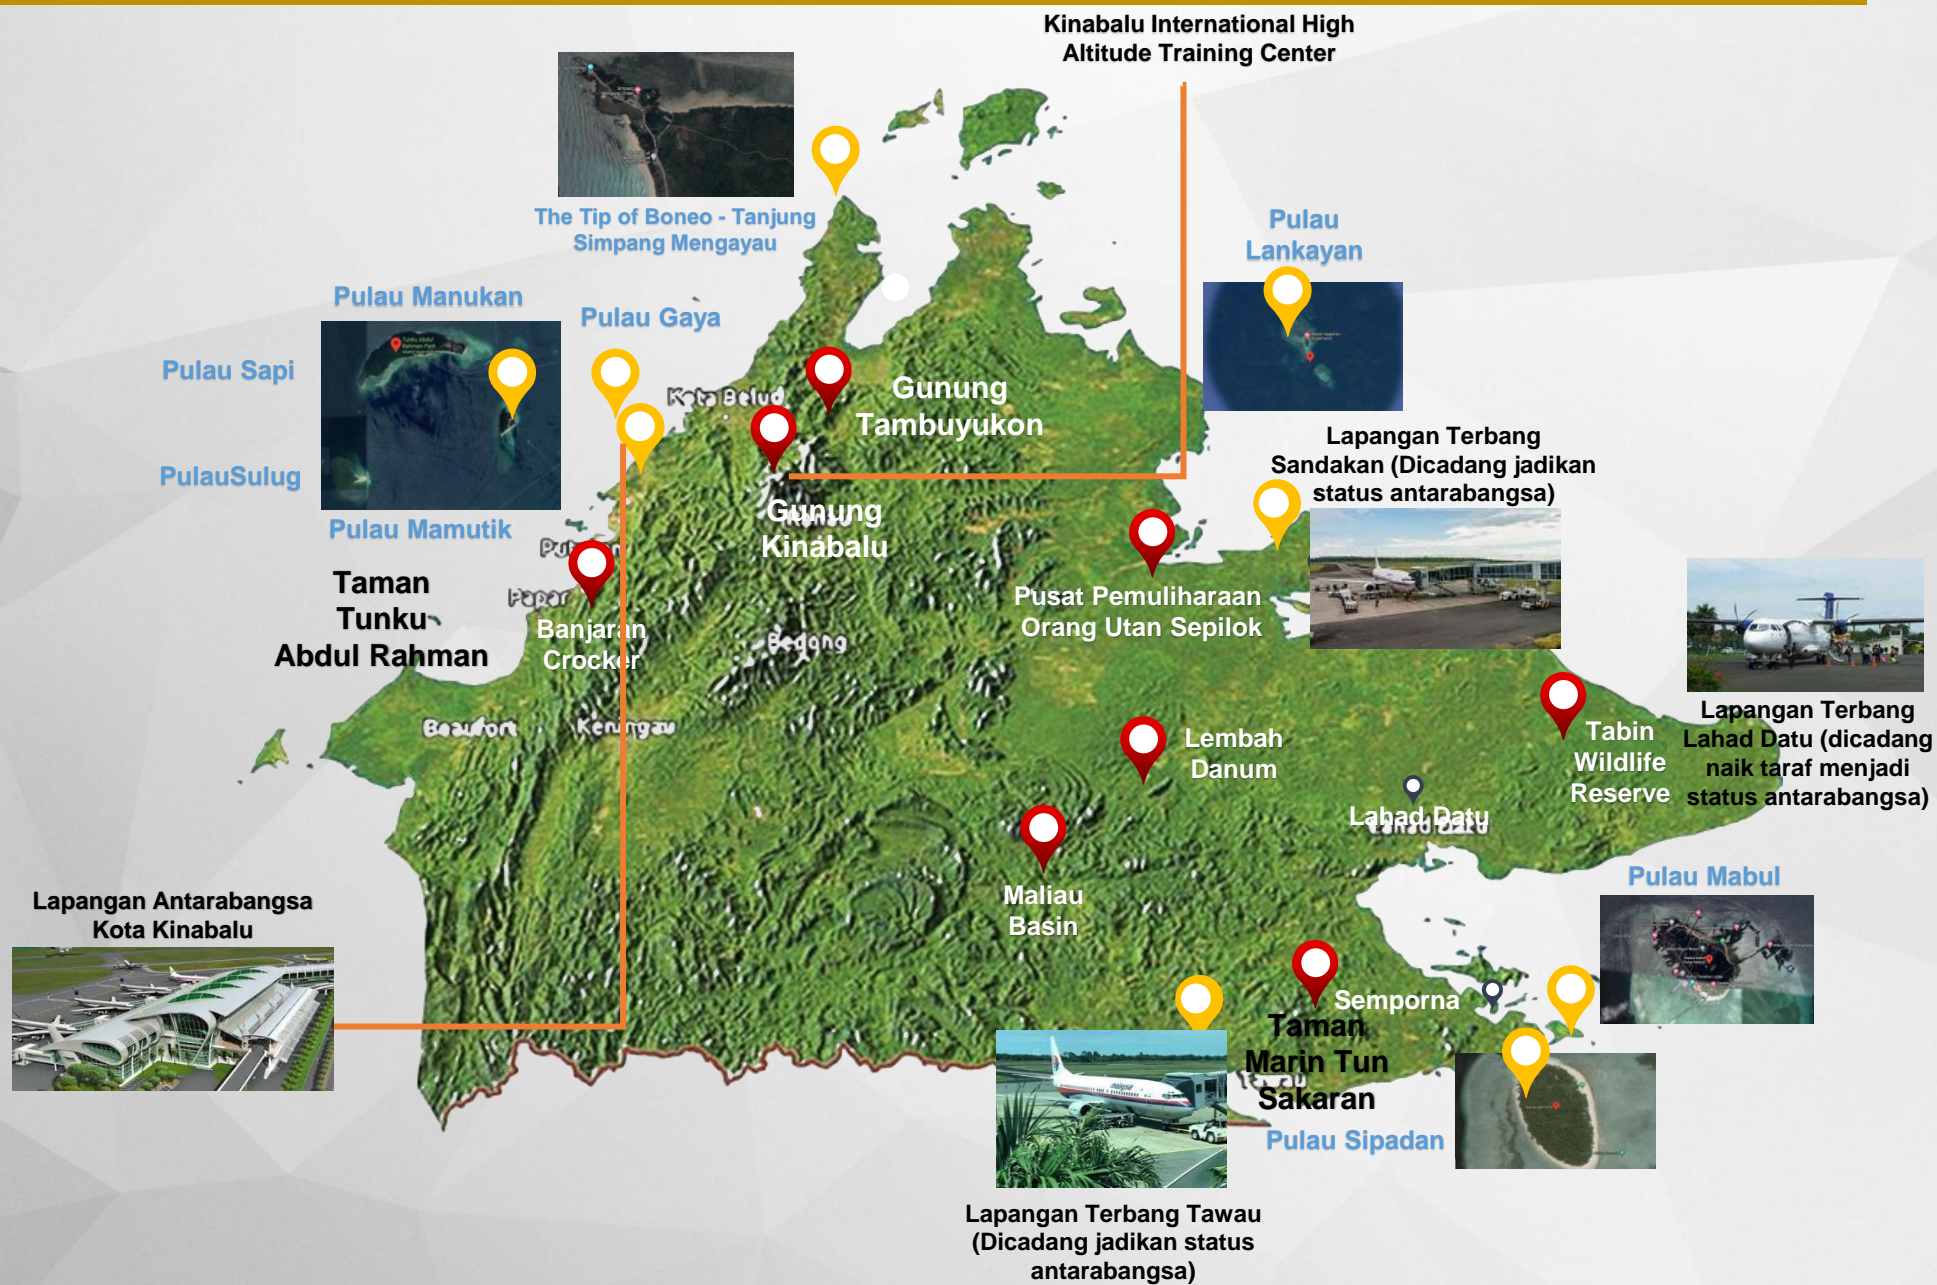 Kinabalu International High
Altitude Training Center
The Tip of Boneo - Tanjung
Simpang Mengayau
Pulau
Lankayan
Pulau Manukan
Pulau Gaya
Pulau Sapi
Kota Belud
Gunung
Tambuyukon
Lapangan Terbang
Sandakan (Dicadang jadikan
status antarabangsa)
PulauSulug
Pulau Mamutik
Gunung
Kinabalu
Taman
Tunku
Abdul Rahman
Papar
Banjaran
Crocker
Pusat Pemuliharaan
Orang Utan Sepilok
Beaufort
Keningau
Lembah
Danum
Tabin
Wildlife
Reserve
Lapangan Terbang
Lahad Datu (dicadang
naik taraf menjadi
status antarabangsa)
Lahad Datu
Lahad Datu
Maliau
Basin
Pulau Mabul
Lapangan Antarabangsa
Kota Kinabalu
Semporna
Taman
Marin Tun
Sakaran
Tawau
Pulau Sipadan
malaysia
Lapangan Terbang Tawau
(Dicadang jadikan status
antarabangsa)